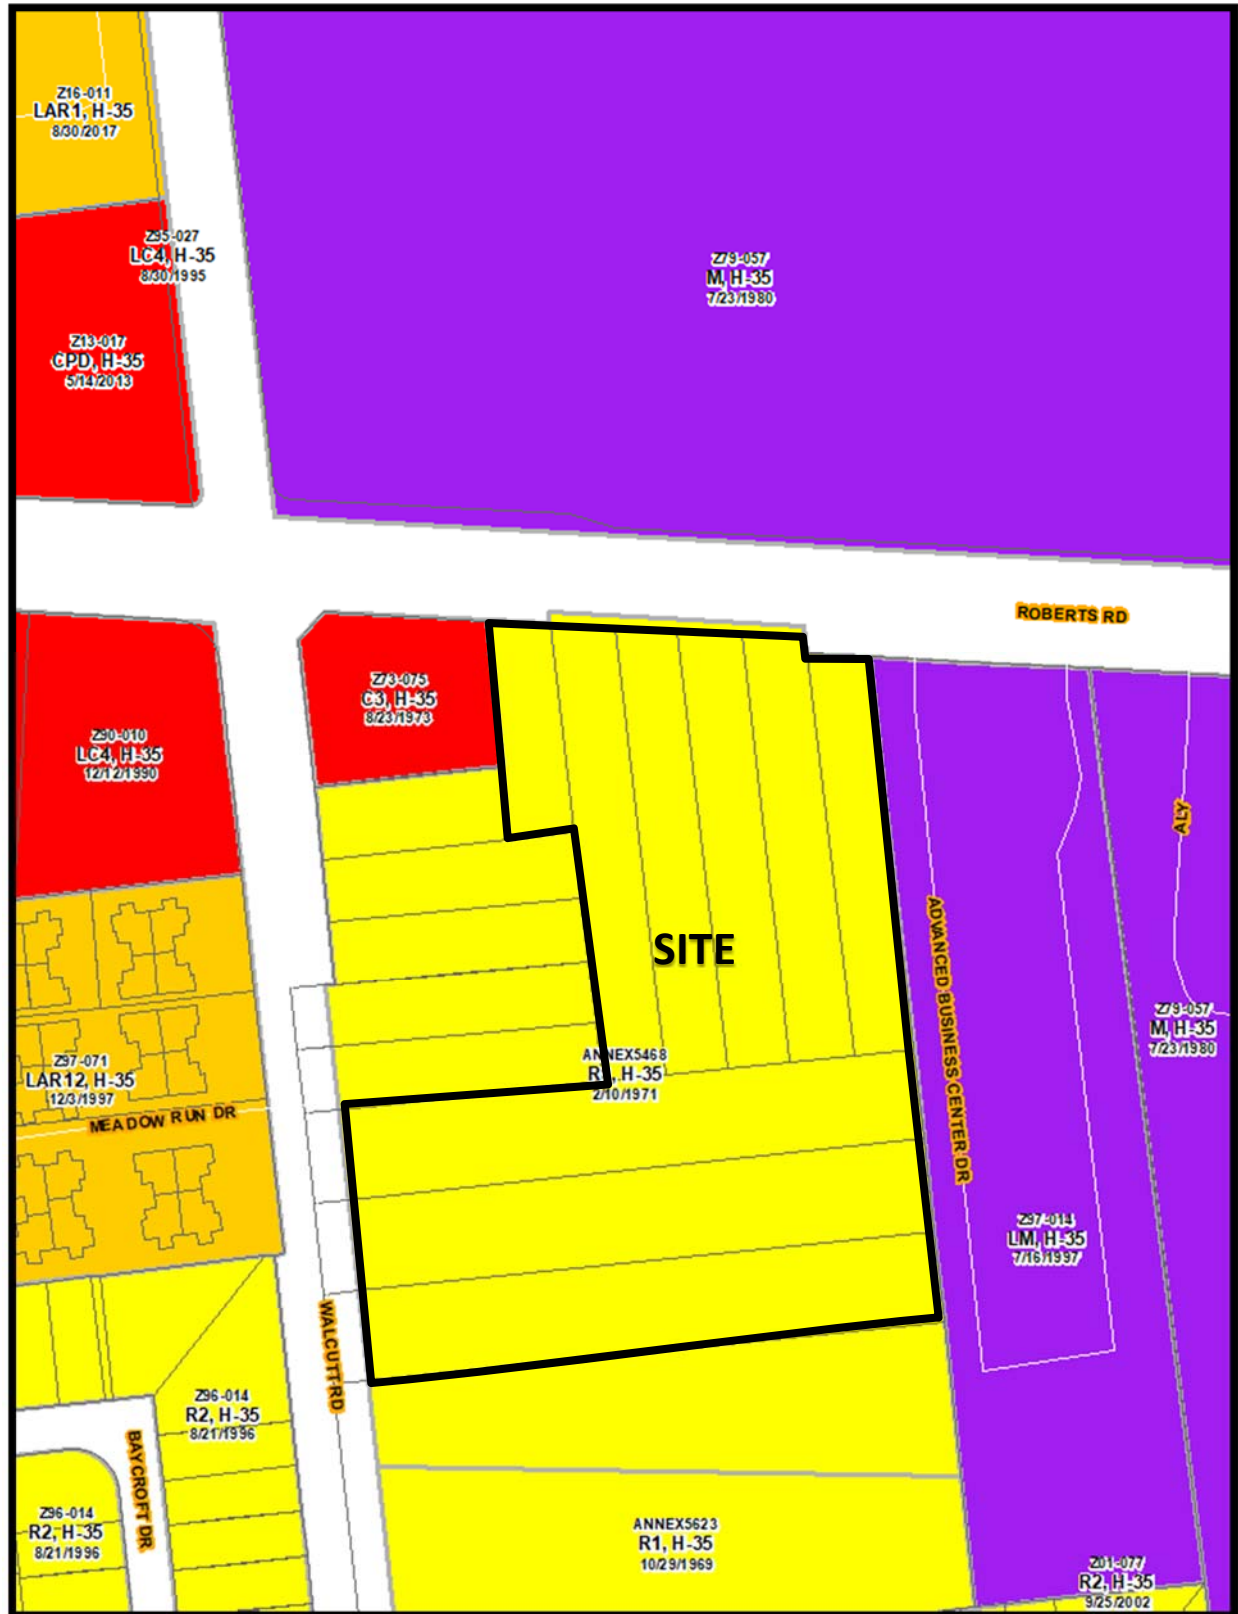 Z16-011
LAR1, H-35
8/30/2017
Z95-027
LC4, H-35
8/30/1995
Z79-057
M, H-35
7/23/1980
Z13-017
CPD, H-35
5/14/2013
ROBERTS RD
Z73-075
C3, H-35
8/23/1973
Z90-010
LC4, H-35
12/12/1990
ALY
SITE
ADVANCED BUSINESS CENTER DR
Z79-057
M, H-35
7/23/1980
ANNEX5468
H-35
2/10/1971
Z97-071
LAR12, H-35
12/3/1997
MEADOW RUN DR
Z97-014
LM, H-35
7/16/1997
WALCUTT RD
Z96-014
R2, H-35
8/21/1996
BAYCROFT DR
Z96-014
R2, H-35
8/21/1996
ANNEX5623
R1, H-35
10/29/1969
Z01-077
R2, H-35
9/25/2002